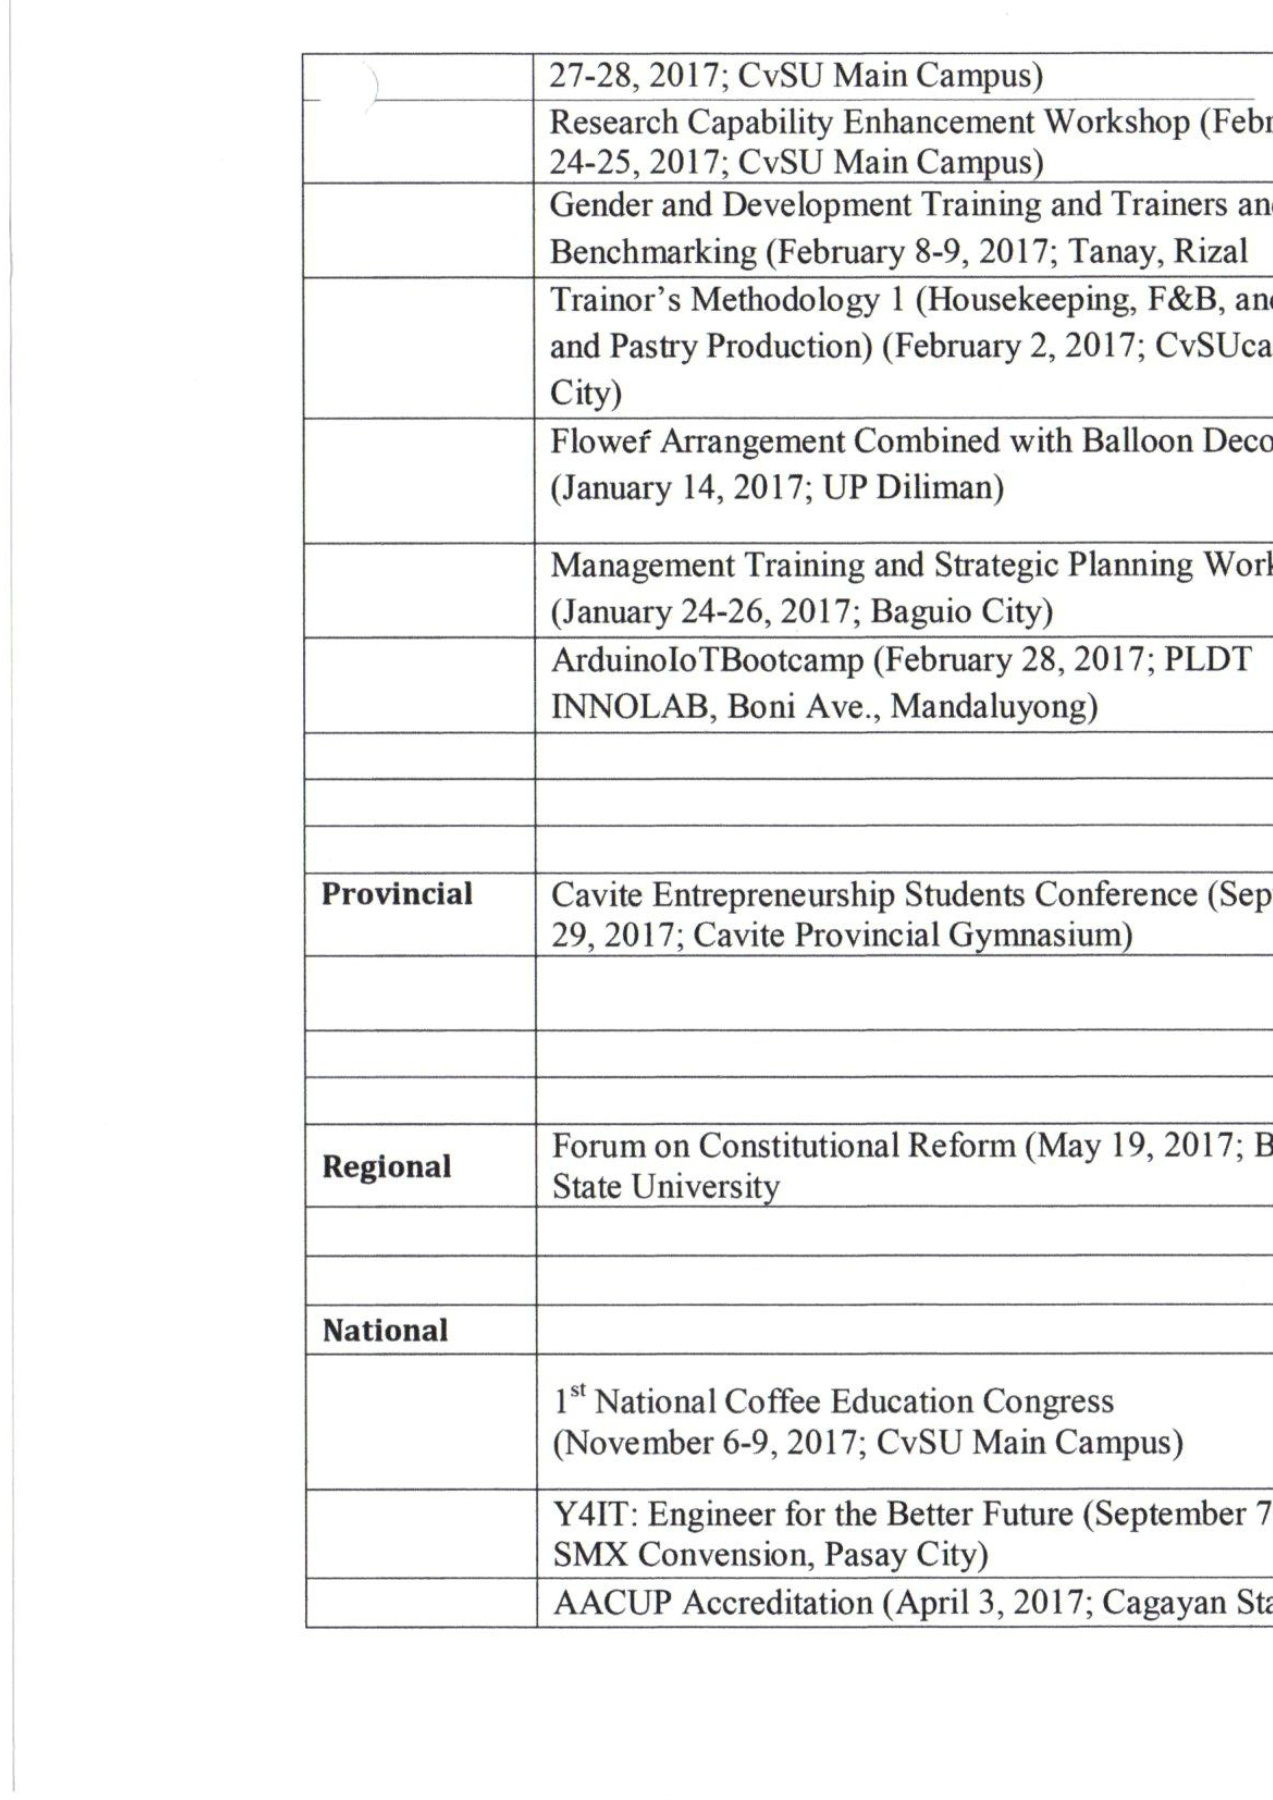 27-28, 2017; CvSU Main Campus)
Research Capability Enhancement Workshop (Febr
24-25, 2017; CvSU Main Campus)
Gender and Development Training and Trainers an
Benchmarking (February 8-9, 2017; Tanay, Rizal
Trainor's Methodology 1 (Housekeeping, F&B, and
and Pastry Production) (February 2, 2017; CvSUca
City)
Flower Arrangement Combined with Balloon Deco
(January 14, 2017; UP Diliman)
Management Training and Strategic Planning Work
(January 24-26, 2017; Baguio City)
ArduinoIoTBootcamp (February 28, 2017; PLDT
INNOLAB, Boni Ave., Mandaluyong)
Provincial Cavite Entrepreneurship Students Conference (Sep
29, 2017; Cavite Provincial Gymnasium)
Regional Forum on Constitutional Reform (May 19, 2017; B
State University
National
1st National Coffee Education Congress
(November 6-9, 2017; CvSU Main Campus)
Y4IT: Engineer for the Better Future (September 7
SMX Convension, Pasay City)
AACUP Accreditation (April 3, 2017; Cagayan Sta